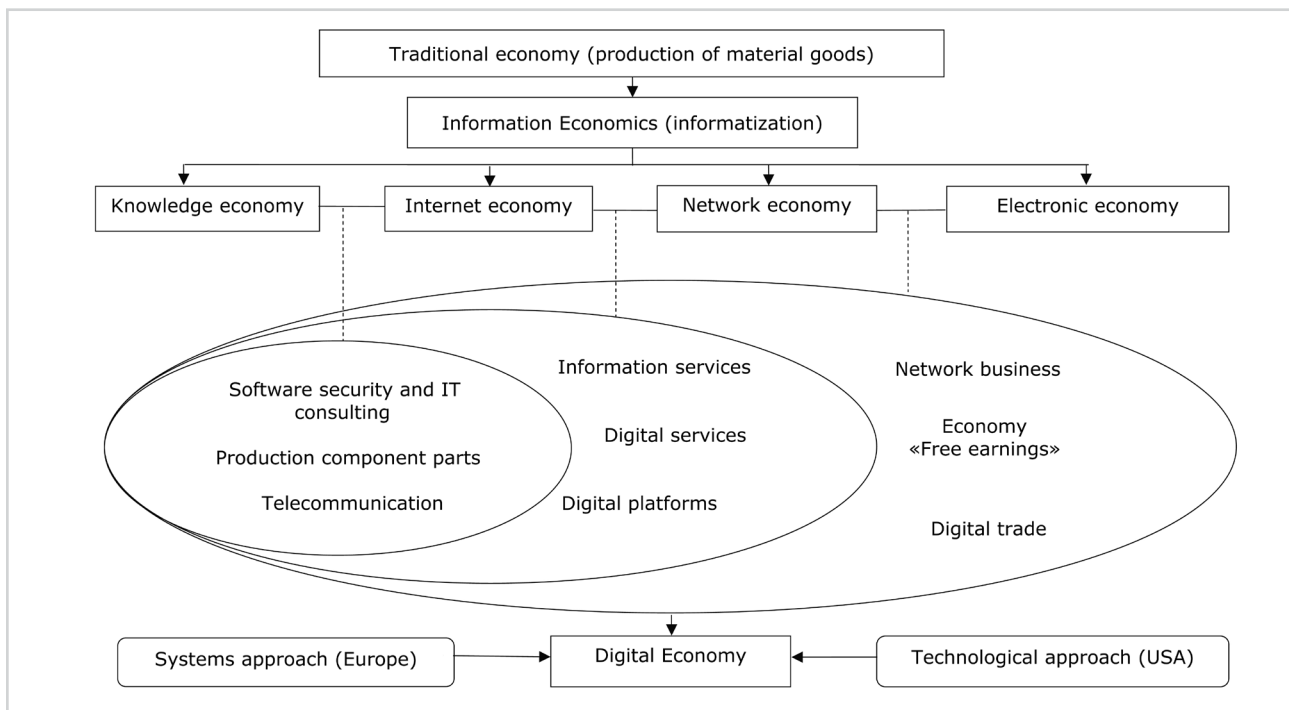 Traditional economy (production of material goods)
Information Economics (informatization)
Knowledge economy
Internet economy
Network economy
Electronic economy
Software security and IT
consulting
Production component parts
Telecommunication
Information services
Digital services
Digital platforms
Network business
Economy
«Free earnings»
Digital trade
Systems approach (Europe)
Digital Economy
Technological approach (USA)